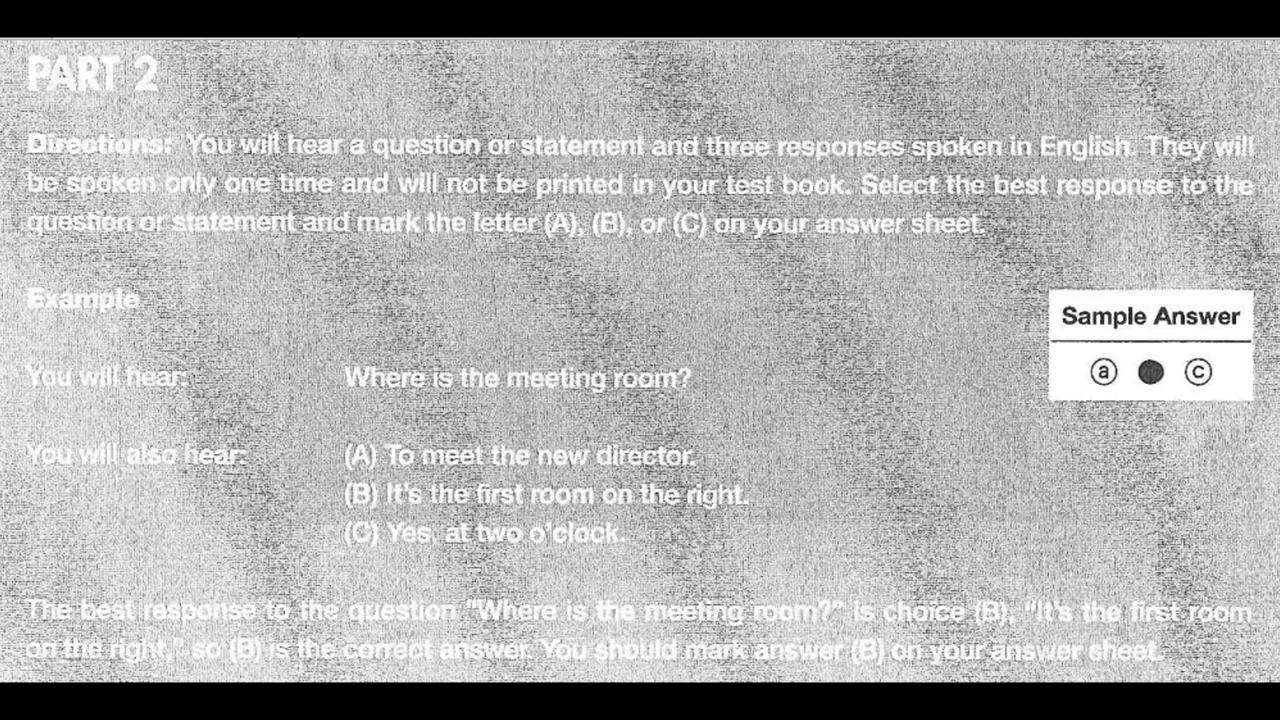 PART 2
Directions: You will hear a question or statement and three responses spoken in English. They will
be spoken only one time and will not be printed in your test book. Select the best response to the
question or statement and mark the letter (A), (B), or (C) on your answer sheet.
Example
Sample Answer
a c
You will hear: Where is the meeting room?
You will also hear: (A) To meet the new director.
(B) It's the first room on the right.
(C) Yes, at two o'clock.
The best response to the question "Where is the meeting room?" is choice (B), "It's the first room
on the right," so (B) is the correct answer. You should mark answer (B) on your answer sheet.